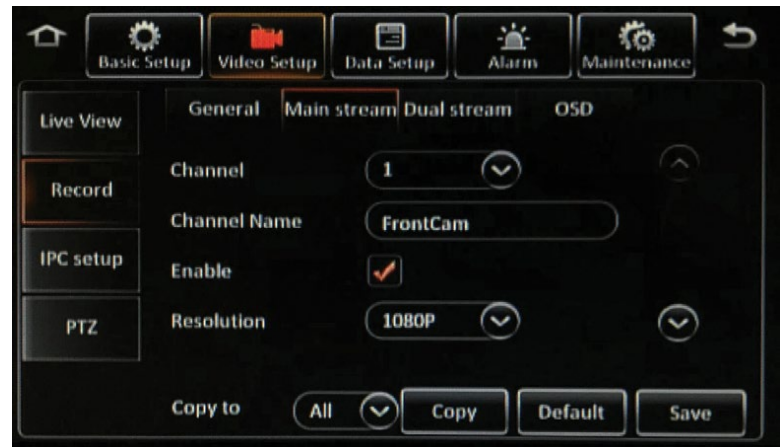 Basic Setup Video Setup Data Setup Alarm Maintenance
Live View
Record
IPC setup
PTZ
General Main stream Dual stream OSD
Channel 1
Channel Name FrontCam
Enable
Resolution 1080P
Copy to All Copy Default Save